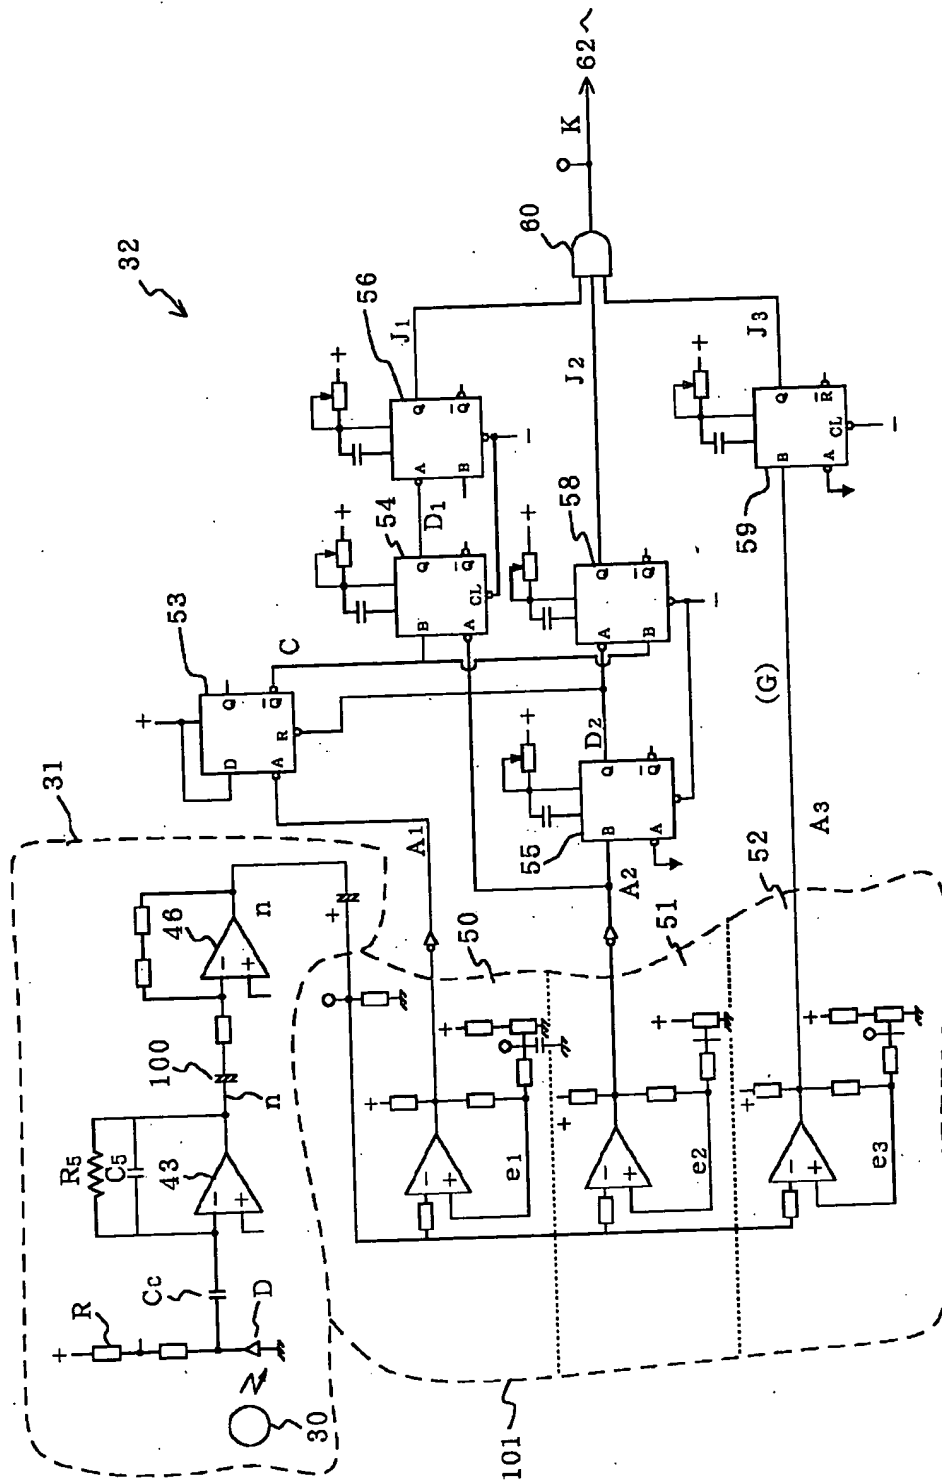 32
31
30
R
+
D
Cc
R5
C5
43
−
+
n
100
46
−
+
n
+
101
50
51
52
e1
−
+
+
+
e2
−
+
+
+
e3
−
+
+
+
A1
A2
A3
(G)
53
+
D
A
Q
Q
R
C
54
+
B
A
Q
Q
CL
D1
56
+
A
B
Q
Q
−
J1
55
+
B
A
Q
Q
D2
58
+
A
B
Q
Q
−
J2
59
+
B
A
Q
R
CL
−
J3
60
K
62